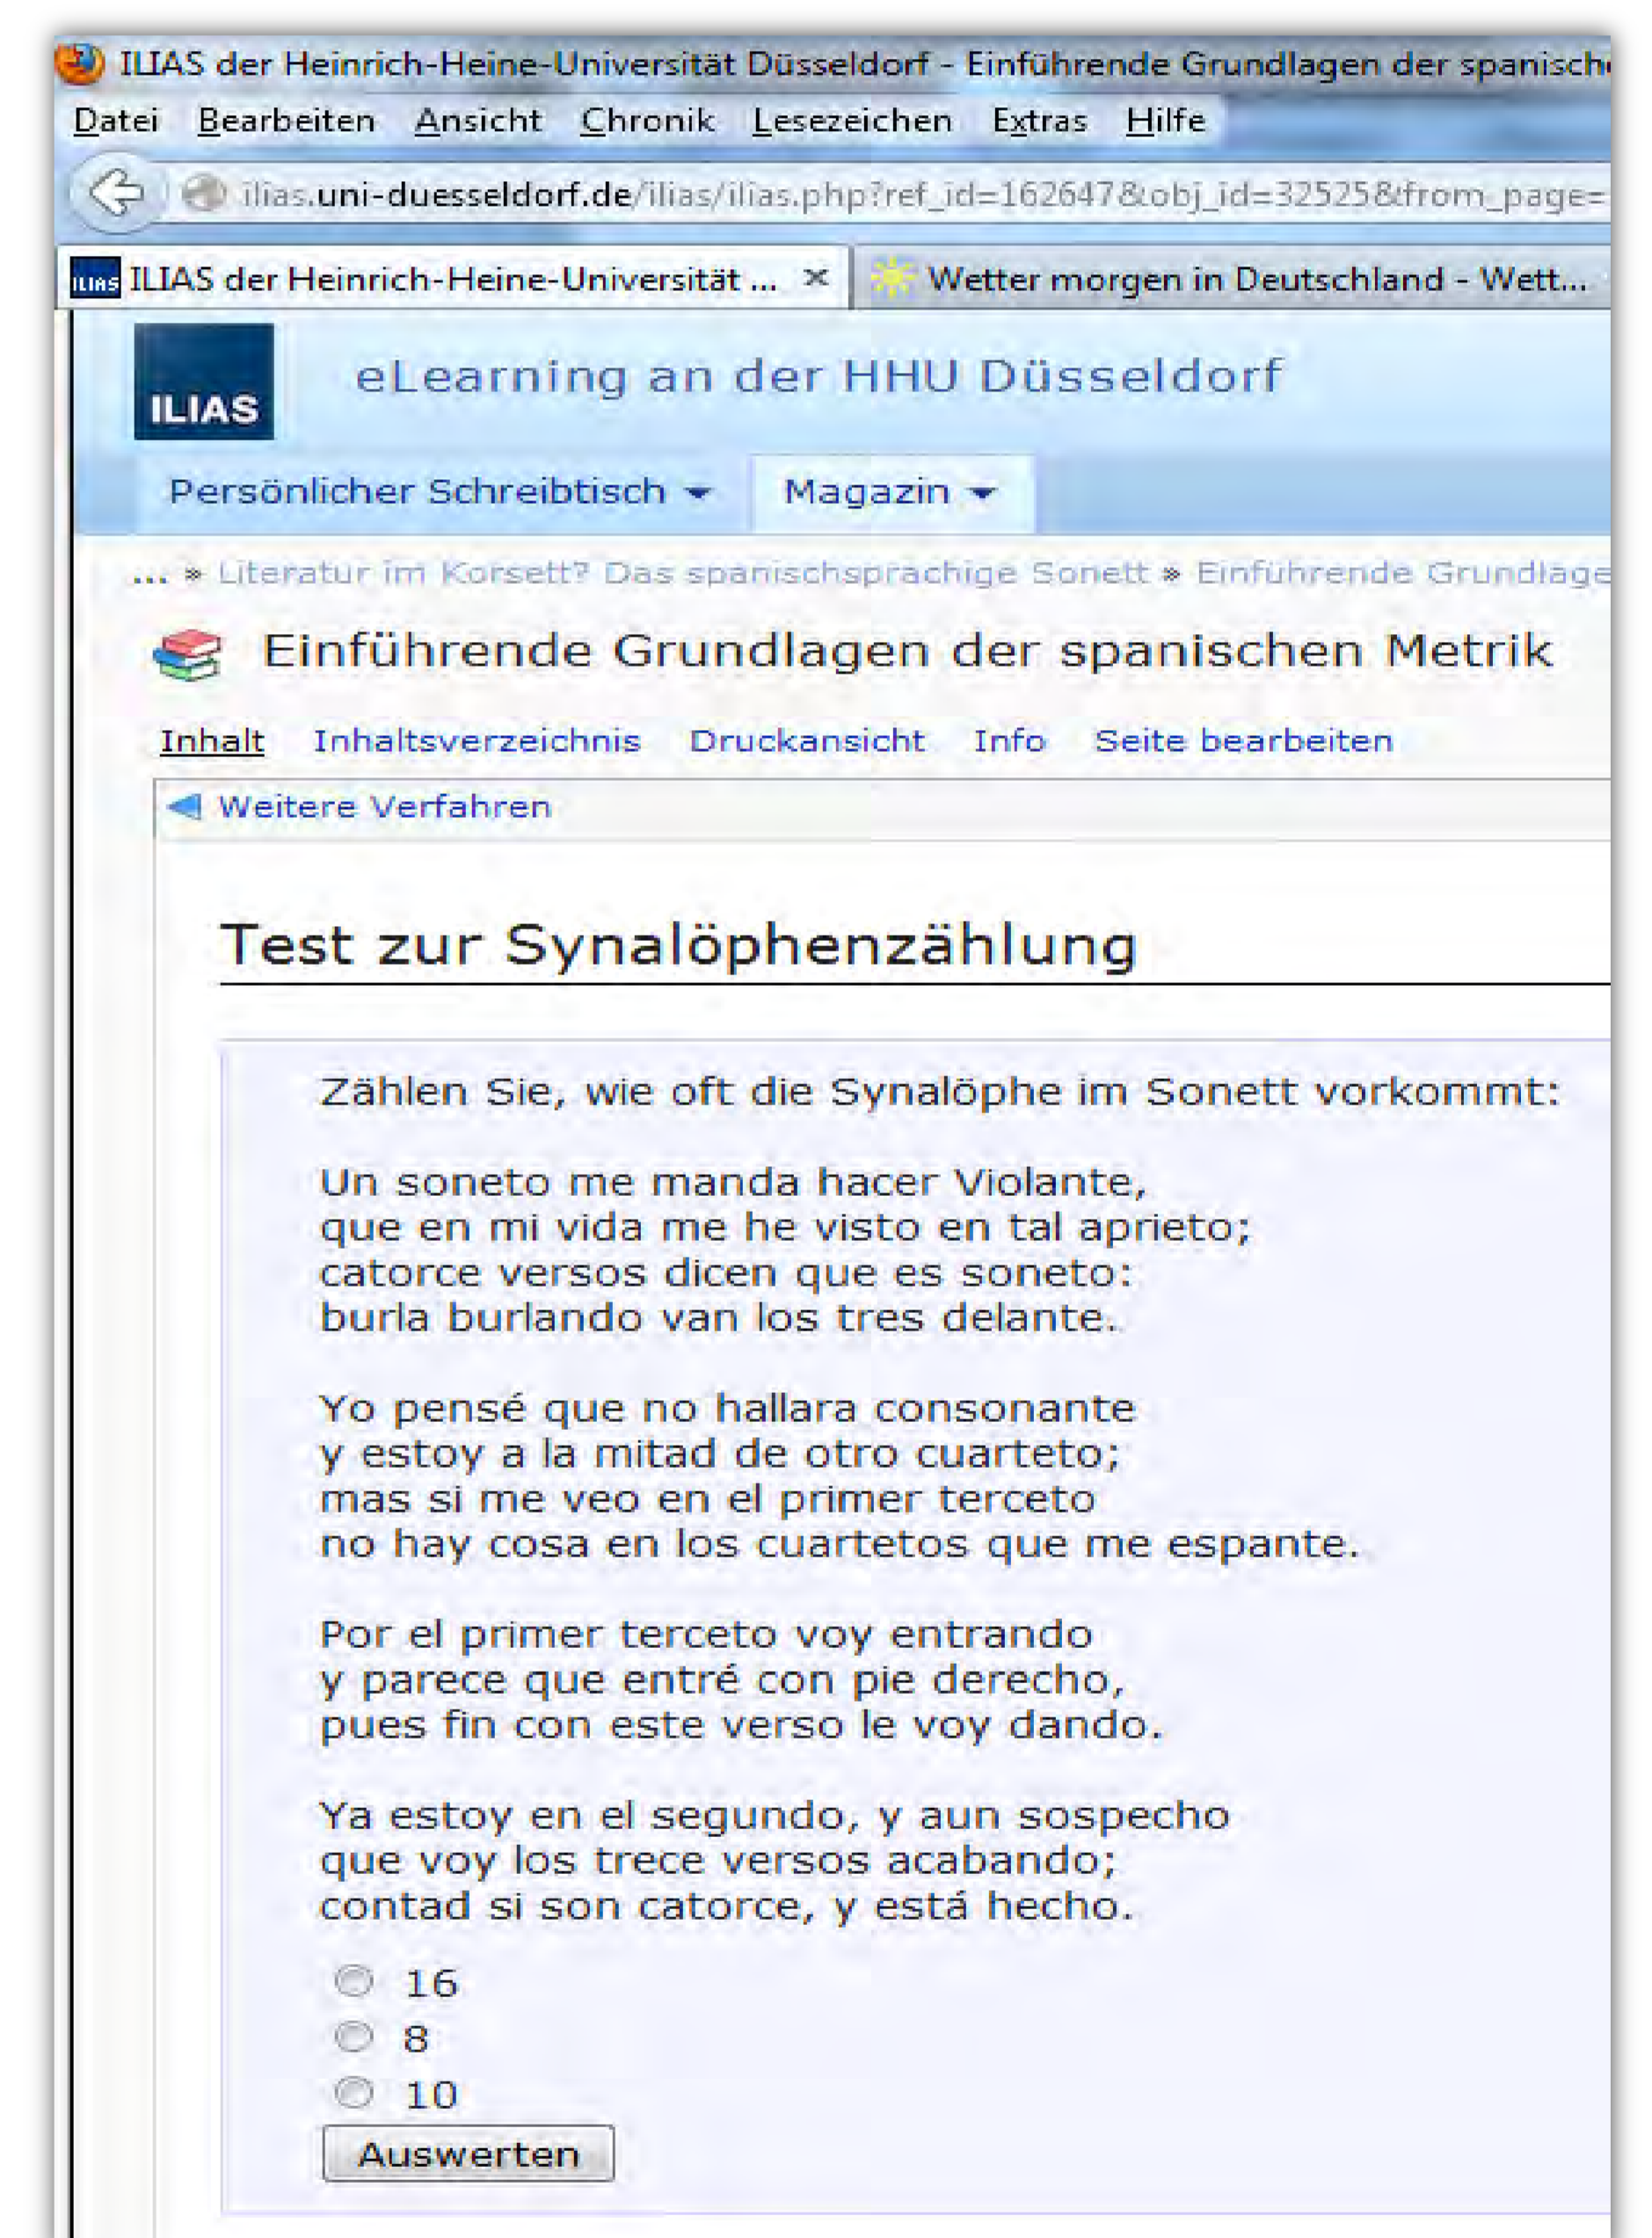 ILIAS der Heinrich-Heine-Universität Düsseldorf - Einführende Grundlagen der
Datei Bearbeiten Ansicht Chronik Lesezeichen Extras Hilfe
ilias.uni-duesseldorf.de/ilias/ilias.php?ref_id=162647&obj_id=32525&from_page=
ILIAS ILIAS der Heinrich-Heine-Universität ... × Wetter morgen in Deutschland - Wett...
ILIAS eLearning an der HHU Düsseldorf
Persönlicher Schreibtisch Magazin
... » Literatur im Korsett? Das spanischsprachige Sonett » Einführende
Einführende Grundlagen der spanischen Metrik
Inhalt Inhaltsverzeichnis Druckansicht Info Seite bearbeiten
Weitere Verfahren
Test zur Synalöphenzählung
Zählen Sie, wie oft die Synalöphe im Sonett vorkommt:
Un soneto me manda hacer Violante,
que en mi vida me he visto en tal aprieto;
catorce versos dicen que es soneto:
burla burlando van los tres delante.
Yo pensé que no hallara consonante
y estoy a la mitad de otro cuarteto;
mas si me veo en el primer terceto
no hay cosa en los cuartetos que me espante.
Por el primer terceto voy entrando
y parece que entré con pie derecho,
pues fin con este verso le voy dando.
Ya estoy en el segundo, y aun sospecho
que voy los trece versos acabando;
contad si son catorce, y está hecho.
16
8
10
Auswerten